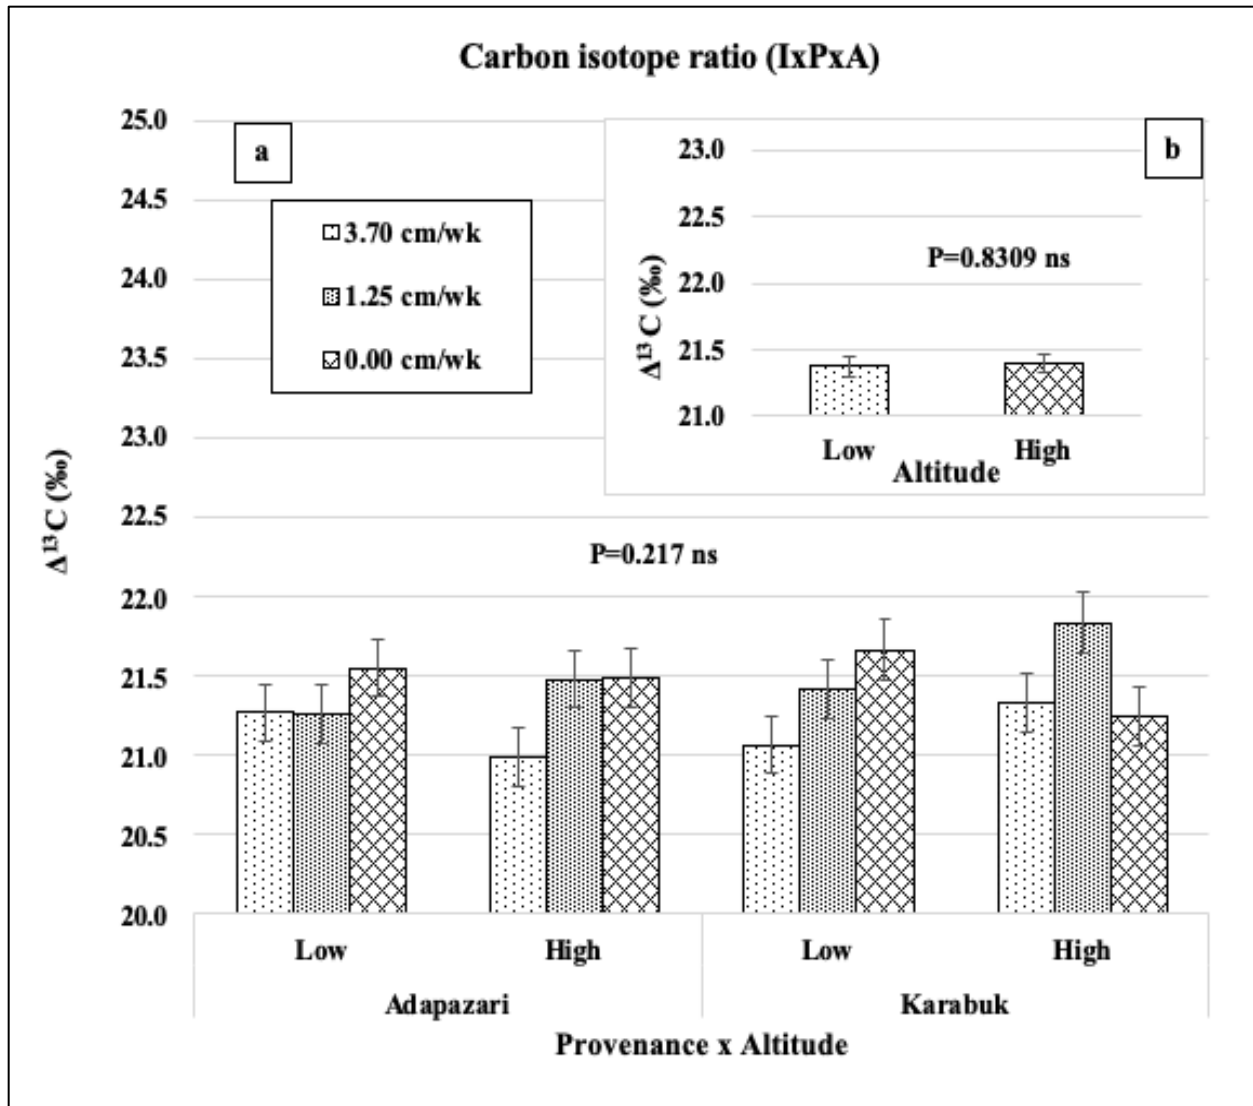 Carbon isotope ratio (IxPxA)
a
3.70 cm/wk
1.25 cm/wk
0.00 cm/wk
Δ¹³C (‰)
25.0
24.5
24.0
23.5
23.0
22.5
22.0
21.5
21.0
20.5
20.0
b
Δ¹³C (‰)
23.0
22.5
22.0
21.5
21.0
P=0.8309 ns
Low High
Altitude
P=0.217 ns
Low High Low High
Adapazari Karabuk
Provenance x Altitude